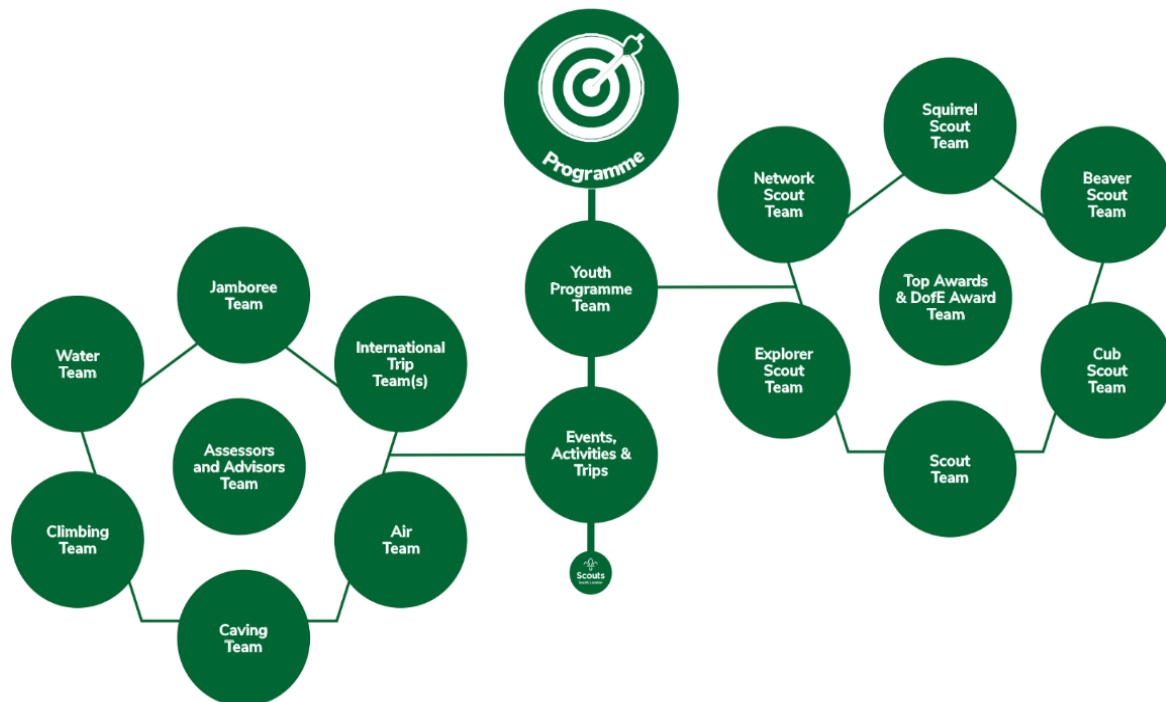 Programme
Youth
Programme
Team
Events,
Activities &
Trips
Scouts
Squirrel
Scout
Team
Network
Scout
Team
Beaver
Scout
Team
Top Awards
& DofE Award
Team
Explorer
Scout
Team
Cub
Scout
Team
Scout
Team
Jamboree
Team
Water
Team
International
Trip
Team(s)
Assessors
and Advisors
Team
Climbing
Team
Air
Team
Caving
Team